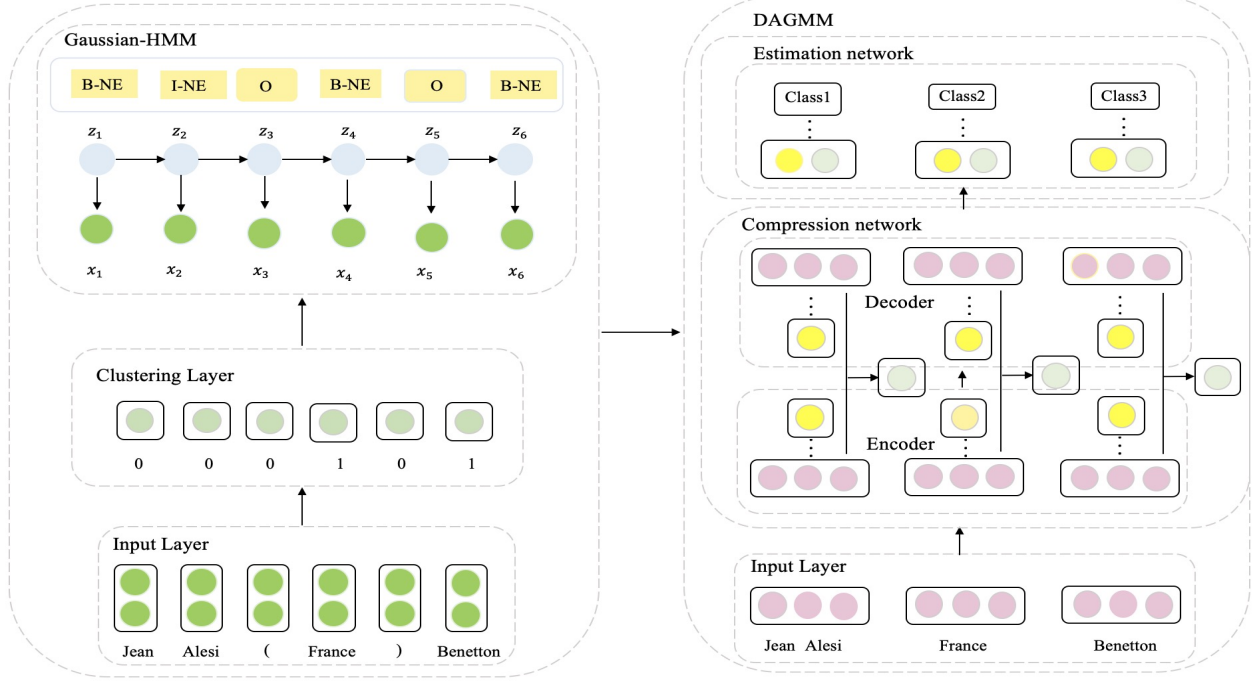 Gaussian-HMM
B-NE I-NE O B-NE O B-NE
z1 z2 z3 z4 z5 z6
x1 x2 x3 x4 x5 x6
Clustering Layer
0 0 0 1 0 1
Input Layer
Jean Alesi ( France ) Benetton
DAGMM
Estimation network
Class1 Class2 Class3
Compression network
Decoder
Encoder
Input Layer
Jean Alesi France Benetton